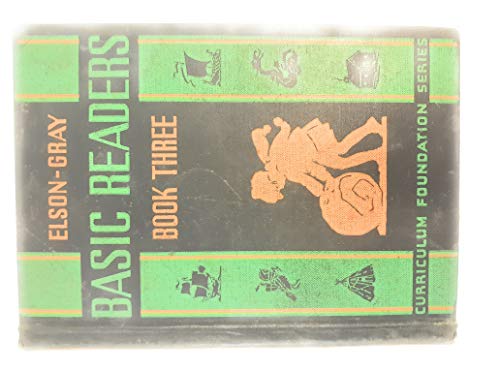 ELSON-GRAY
BASIC READERS
BOOK THREE
CURRICULUM FOUNDATION SERIES